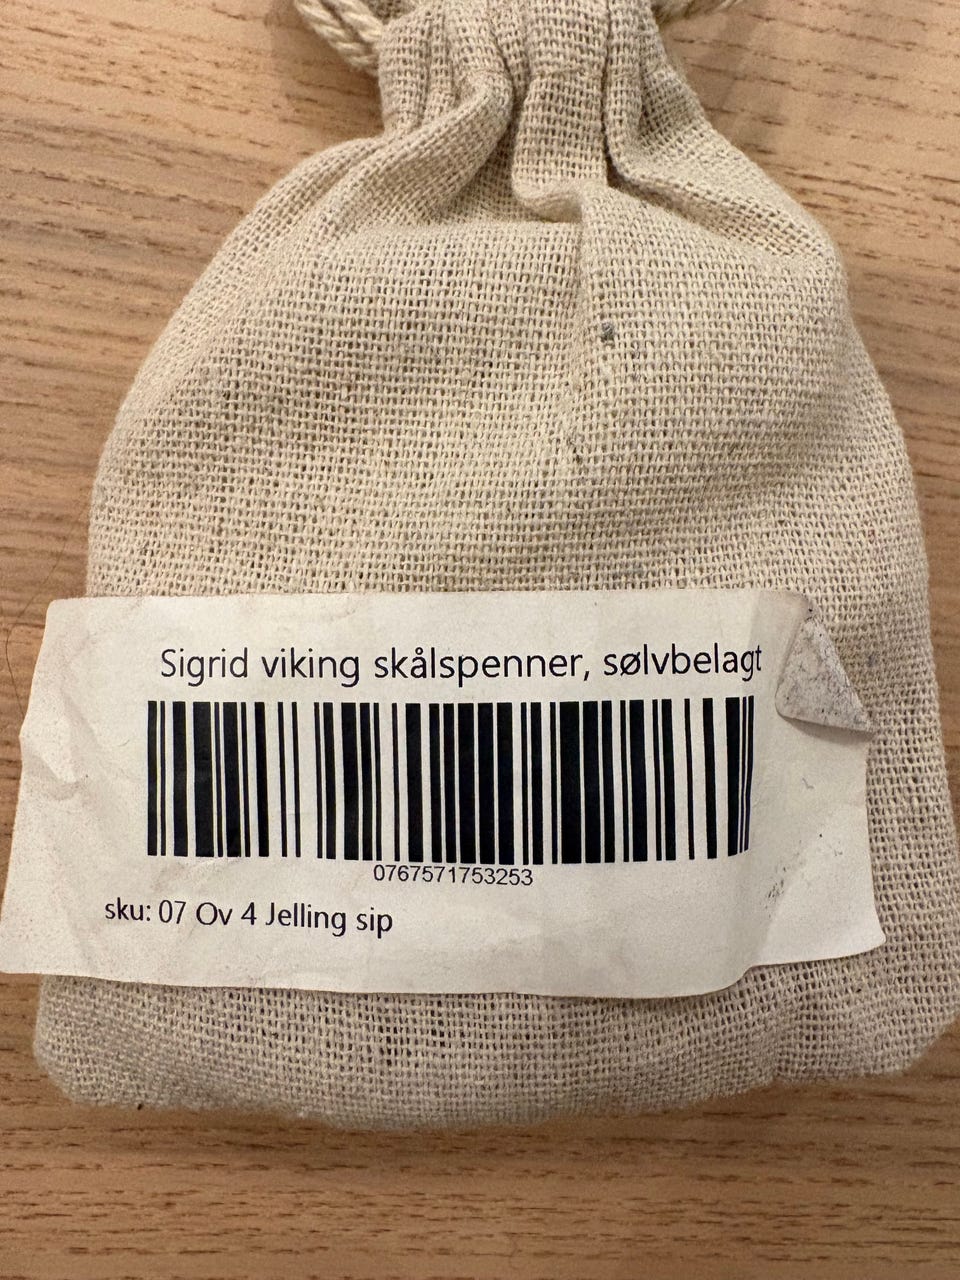 Sigrid viking skålspenner, sølvbelagt
0767571753253
sku: 07 Ov 4 Jelling sip